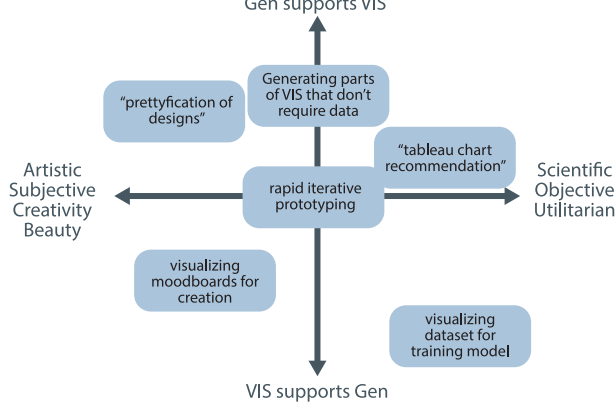 Gen supports VIS
Generating parts
of VIS that don't
require data
"prettyfication of
designs"
"tableau chart
recommendation"
Artistic
Subjective
Creativity
Beauty
rapid iterative
prototyping
Scientific
Objective
Utilitarian
visualizing
moodboards for
creation
visualizing
dataset for
training model
VIS supports Gen